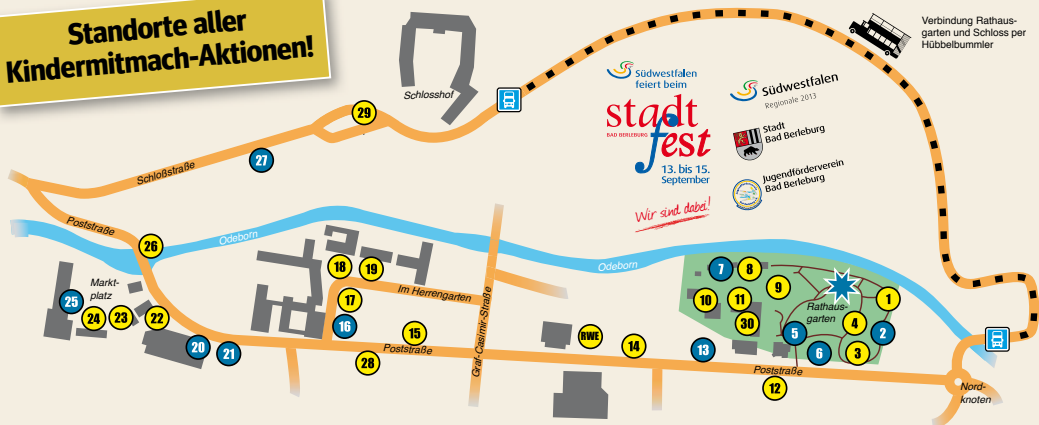 Standorte aller
Kindermitmach-Aktionen!
Schlosshof
Verbindung Rathaus-
garten und Schloss per
Hübbelbummler
Südwestfalen
feiert beim
stadt
BAD BERLEBURG
fest
13. bis 15.
September
Wir sind dabei!
Südwestfalen
Regionale 2013
Stadt
Bad Berleburg
Jugendförderverein
Bad Berleburg
29
27
Schloßstraße
Poststraße
26
Odeborn
Markt-
platz
25
24
23
22
20
21
18
19
17
16
Im Herrengarten
15
Poststraße
28
Graf-Casimir-Straße
Odeborn
RWE
14
13
7
8
9
10
11
30
Rathaus-
garten
1
4
2
5
6
3
Poststraße
12
Nord-
knoten